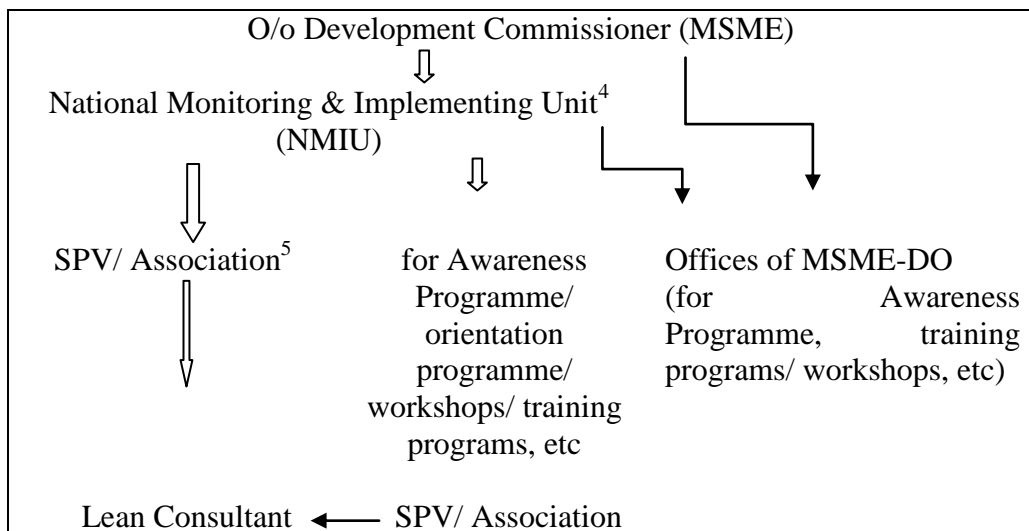 O/o Development Commissioner (MSME)
National Monitoring & Implementing Unit4
(NMIU)
SPV/ Association5
for Awareness
Programme/
orientation
programme/
workshops/ training
programs, etc
Offices of MSME-DO
(for Awareness
Programme, training
programs/ workshops, etc)
Lean Consultant
SPV/ Association